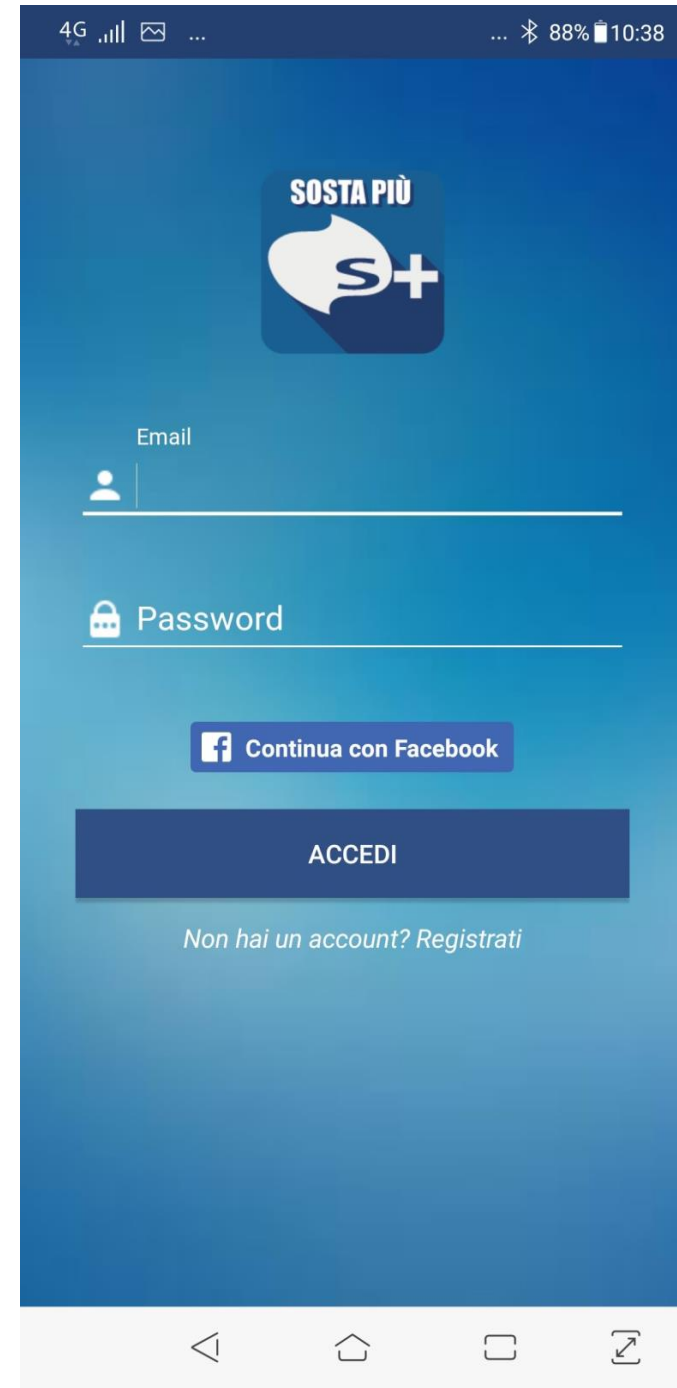 4G ... ... 88% 10:38
SOSTA PIÙ
S+
Email
Password
Continua con Facebook
ACCEDI
Non hai un account? Registrati